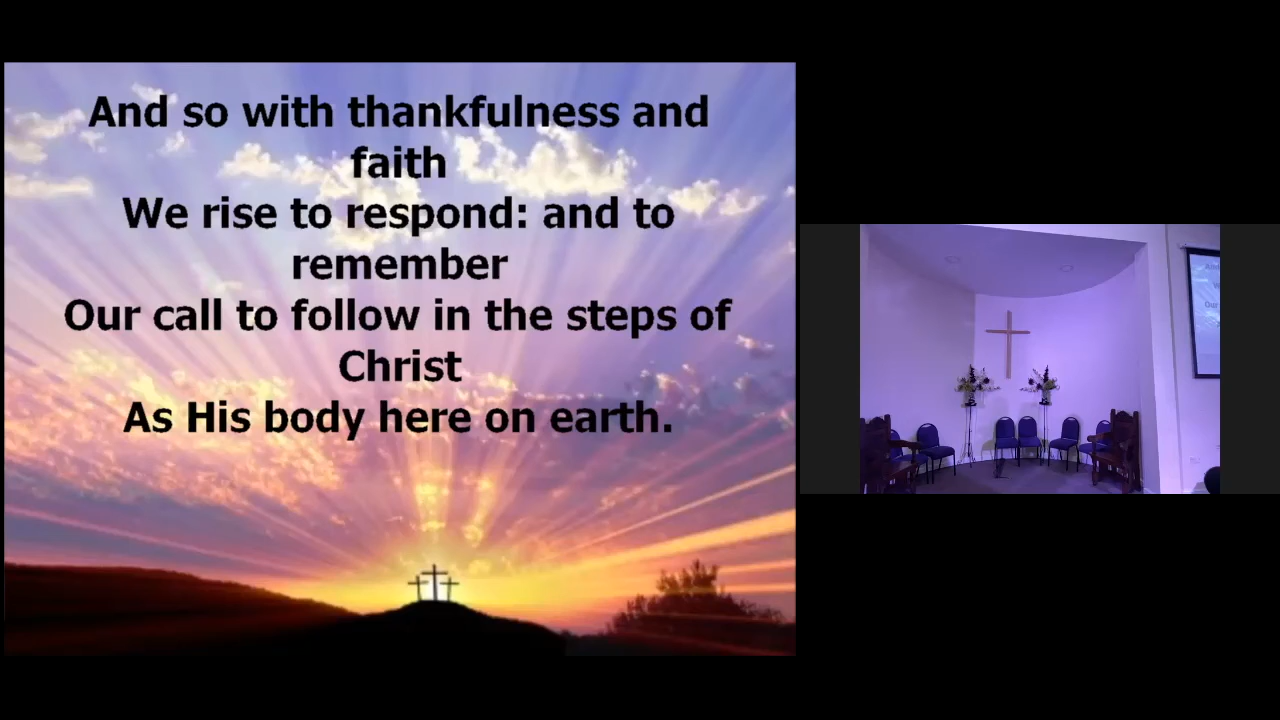 And so with thankfulness and
faith
We rise to respond: and to
remember
Our call to follow in the steps of
Christ
As His body here on earth.